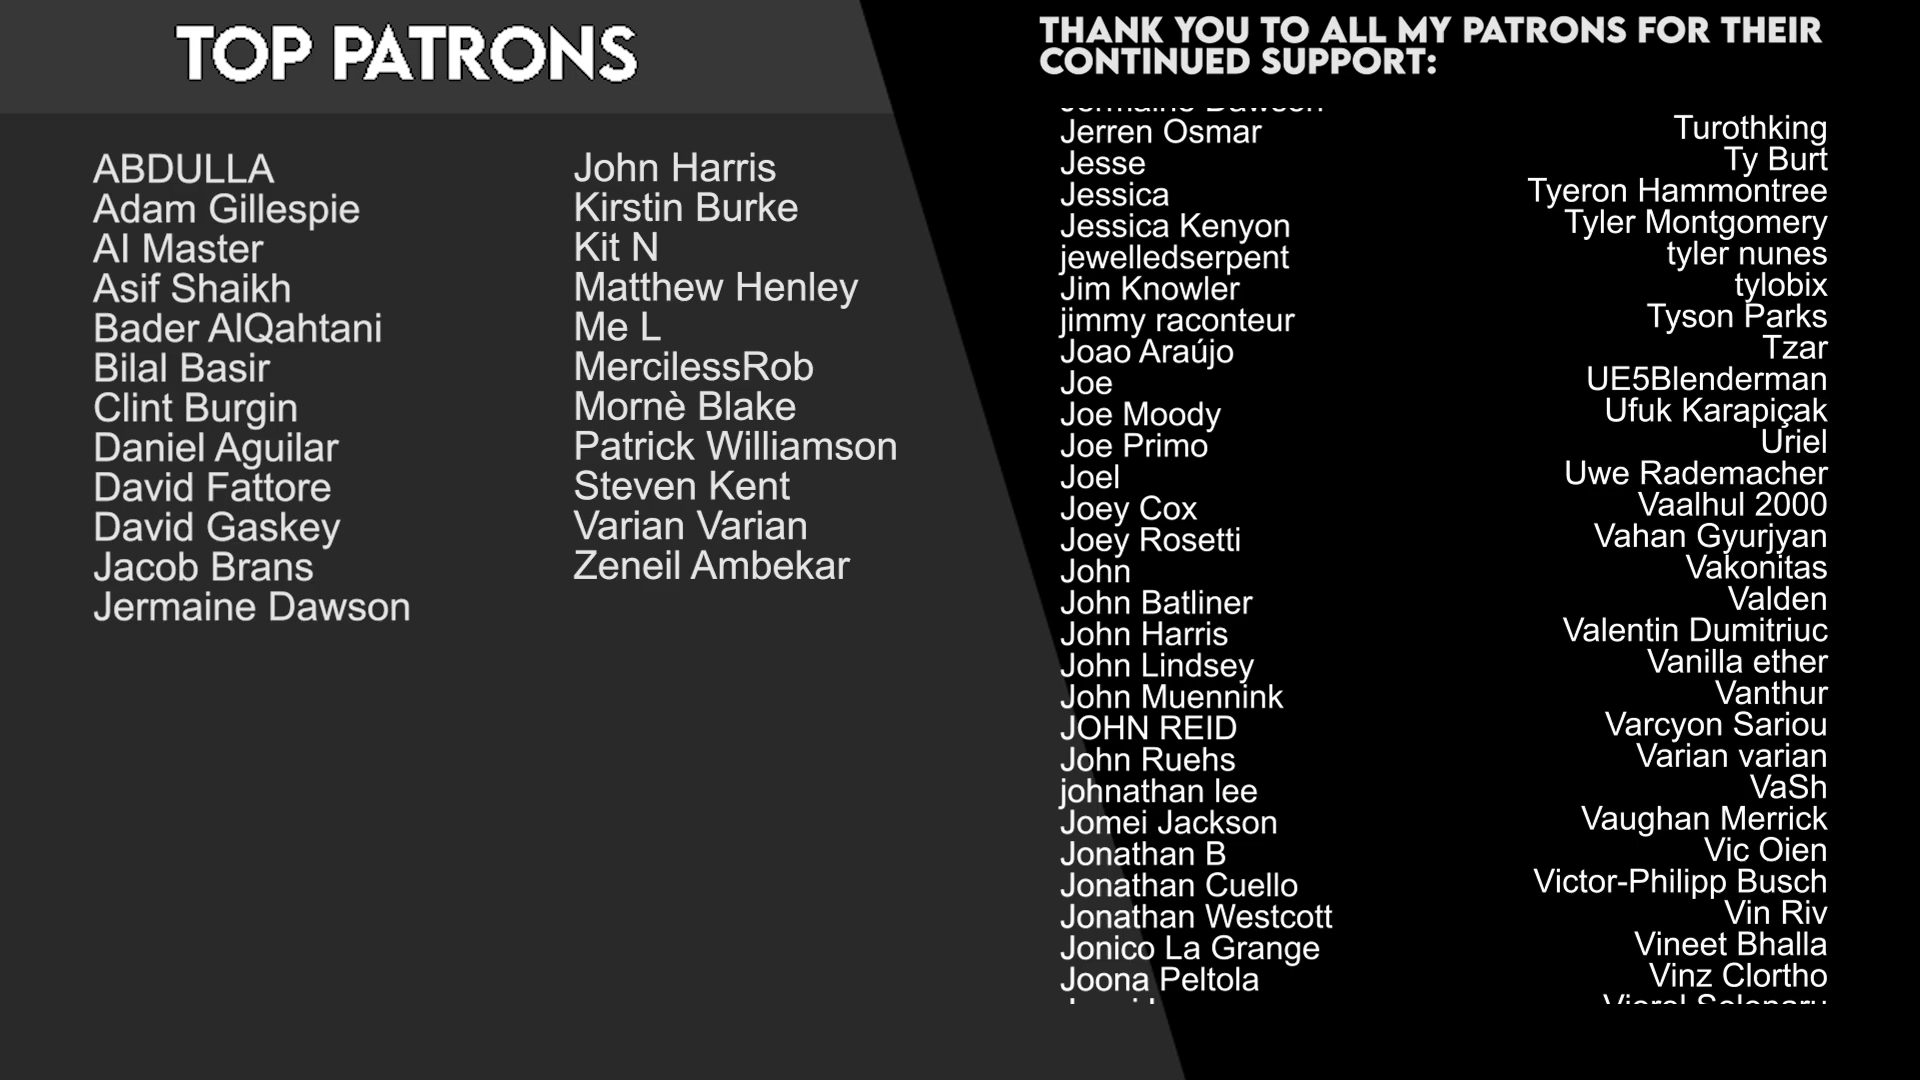 TOP PATRONS
ABDULLA
Adam Gillespie
AI Master
Asif Shaikh
Bader AlQahtani
Bilal Basir
Clint Burgin
Daniel Aguilar
David Fattore
David Gaskey
Jacob Brans
Jermaine Dawson
John Harris
Kirstin Burke
Kit N
Matthew Henley
Me L
MercilessRob
Mornè Blake
Patrick Williamson
Steven Kent
Varian Varian
Zeneil Ambekar
THANK YOU TO ALL MY PATRONS FOR THEIR
CONTINUED SUPPORT:
Jermaine Dawson
Jerren Osmar
Jesse
Jessica
Jessica Kenyon
jewelledserpent
Jim Knowler
jimmy raconteur
Joao Araújo
Joe
Joe Moody
Joe Primo
Joel
Joey Cox
Joey Rosetti
John
John Batliner
John Harris
John Lindsey
John Muennink
JOHN REID
John Ruehs
johnathan lee
Jomei Jackson
Jonathan B
Jonathan Cuello
Jonathan Westcott
Jonico La Grange
Joona Peltola
Turothking
Ty Burt
Tyeron Hammontree
Tyler Montgomery
tyler nunes
tylobix
Tyson Parks
Tzar
UE5Blenderman
Ufuk Karapiçak
Uriel
Uwe Rademacher
Vaalhul 2000
Vahan Gyurjyan
Vakonitas
Valden
Valentin Dumitriuc
Vanilla ether
Vanthur
Varcyon Sariou
Varian varian
VaSh
Vaughan Merrick
Vic Oien
Victor-Philipp Busch
Vin Riv
Vineet Bhalla
Vinz Clortho